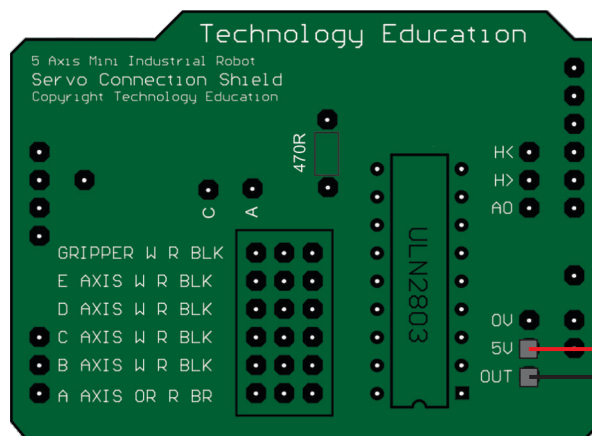 Technology Education
5 Axis Mini Industrial Robot
Servo Connection Shield
Copyright Technology Education
470R
C
A
H<
H>
AO
ULN2803
GRIPPER W R BLK
E AXIS W R BLK
D AXIS W R BLK
C AXIS W R BLK
B AXIS W R BLK
A AXIS OR R BR
0V
5V
OUT